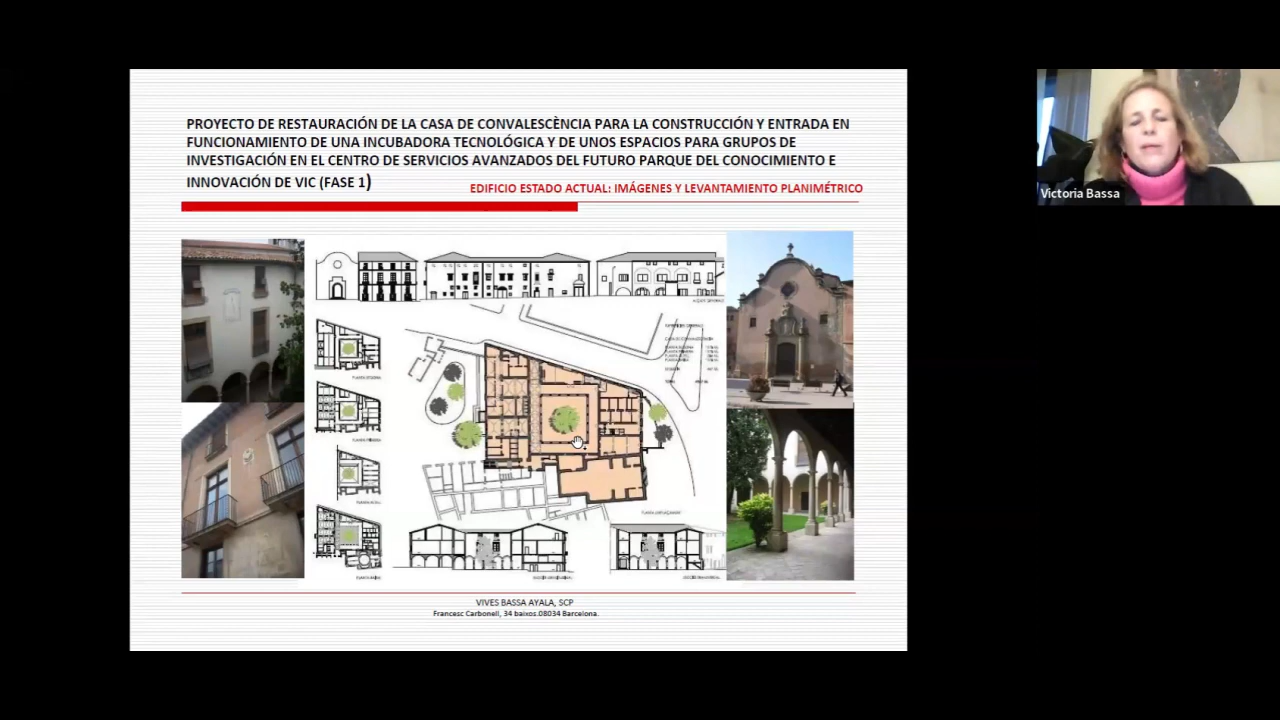 PROYECTO DE RESTAURACIÓN DE LA CASA DE CONVALESCÈNCIA PARA LA CONSTRUCCIÓN Y ENTRADA EN
FUNCIONAMIENTO DE UNA INCUBADORA TECNOLÓGICA Y DE UNOS ESPACIOS PARA GRUPOS DE
INVESTIGACIÓN EN EL CENTRO DE SERVICIOS AVANZADOS DEL FUTURO PARQUE DEL CONOCIMIENTO E
INNOVACIÓN DE VIC (FASE 1)
EDIFICIO ESTADO ACTUAL: IMÁGENES Y LEVANTAMIENTO PLANIMÉTRICO
Victoria Bassa
VIVES BASSA AYALA, SCP
Francesc Carbonell, 34 baixos.08034 Barcelona.